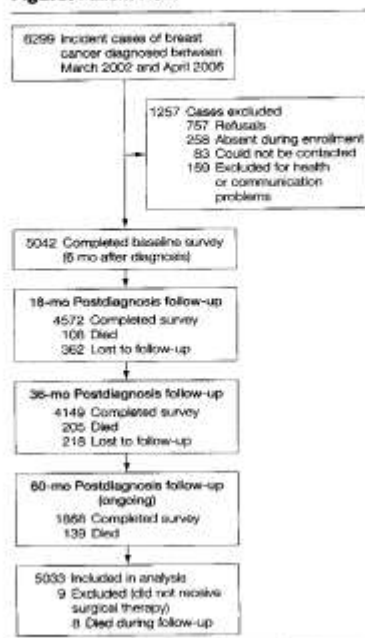 6299 Incident cases of breast
cancer diagnosed between
March 2002 and April 2006
1257 Cases excluded
757 Refusals
258 Absent during enrollment
83 Could not be contacted
159 Excluded for health
or communication
problems
5042 Completed baseline survey
(6 mo after diagnosis)
18-mo Postdiagnosis follow-up
4572 Completed survey
108 Died
362 Lost to follow-up
36-mo Postdiagnosis follow-up
4149 Completed survey
205 Died
218 Lost to follow-up
60-mo Postdiagnosis follow-up
(ongoing)
1868 Completed survey
139 Died
5033 Included in analysis
9 Excluded (did not receive
surgical therapy)
8 Died during follow-up